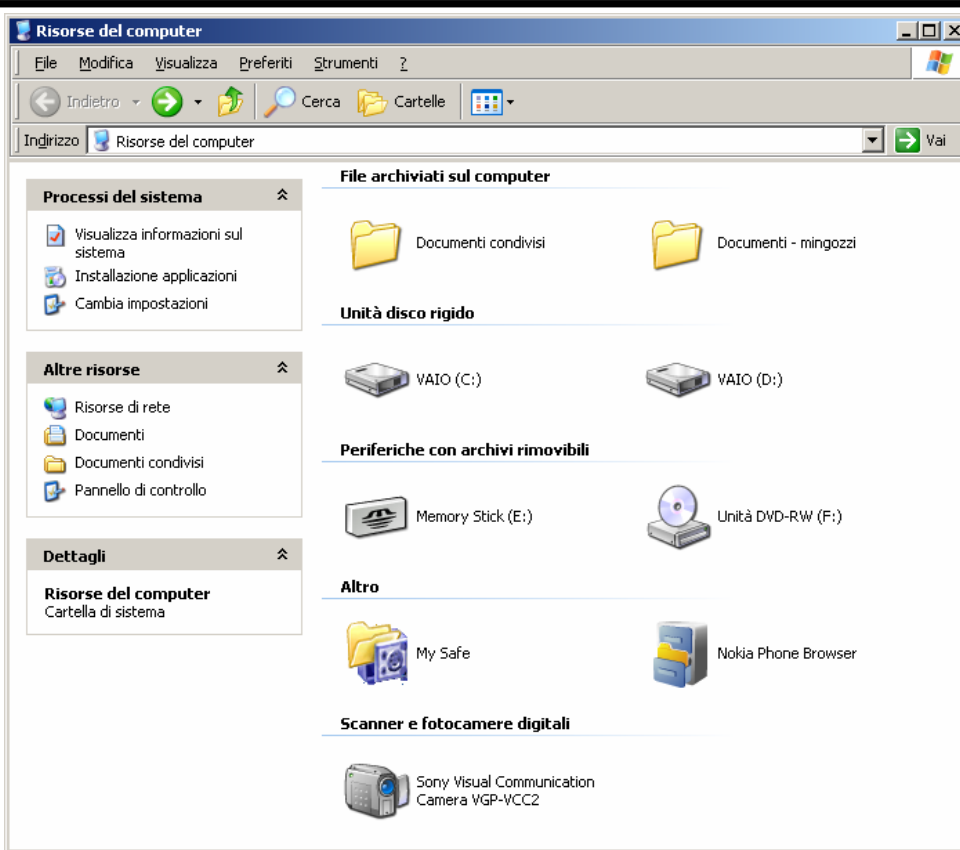 Risorse del computer
File Modifica Visualizza Preferiti Strumenti ?
Indietro Cerca Cartelle
Indirizzo Risorse del computer Vai
Processi del sistema
Visualizza informazioni sul
sistema
Installazione applicazioni
Cambia impostazioni
Altre risorse
Risorse di rete
Documenti
Documenti condivisi
Pannello di controllo
Dettagli
Risorse del computer
Cartella di sistema
File archiviati sul computer
Documenti condivisi
Documenti - mingozzi
Unità disco rigido
VAIO (C:)
VAIO (D:)
Periferiche con archivi rimovibili
Memory Stick (E:)
Unità DVD-RW (F:)
Altro
My Safe
Nokia Phone Browser
Scanner e fotocamere digitali
Sony Visual Communication
Camera VGP-VCC2